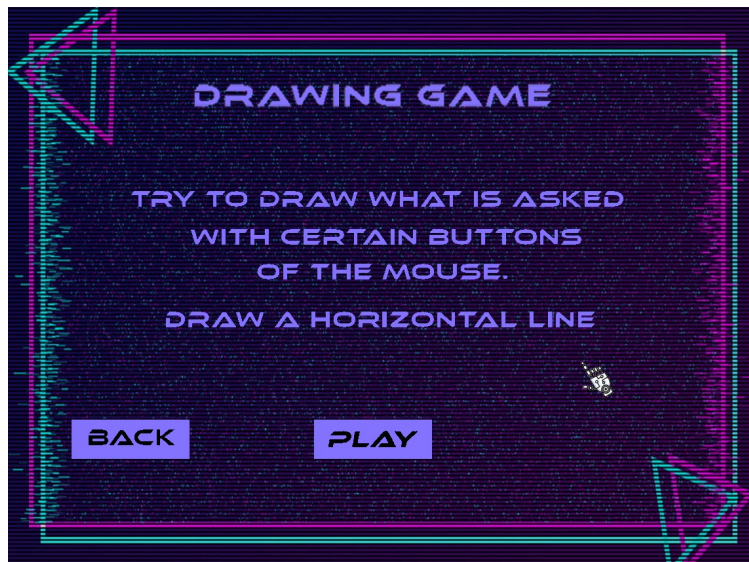 DRAWING GAME
TRY TO DRAW WHAT IS ASKED
WITH CERTAIN BUTTONS
OF THE MOUSE.
DRAW A HORIZONTAL LINE
BACK
PLAY